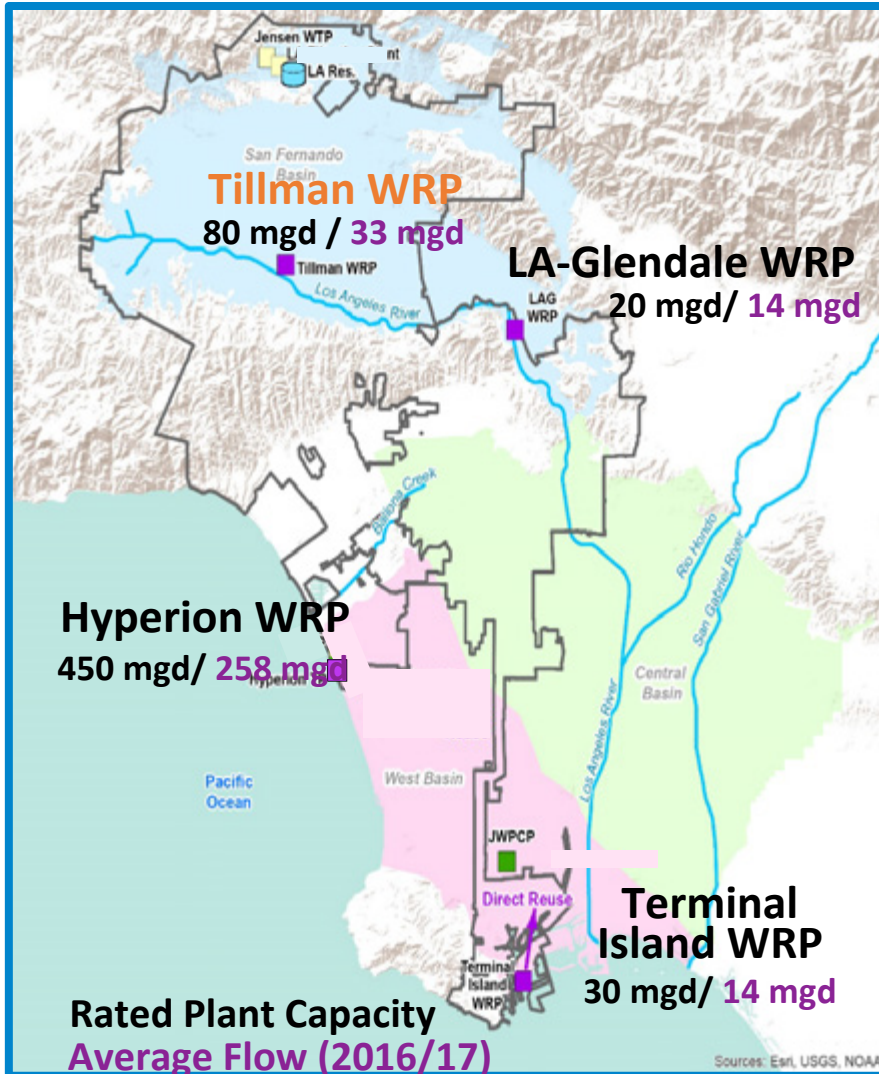 Jensen WTP
nt
LA Res.
San Fernando
Basin
Tillman WRP
80 mgd / 33 mgd
Tillman WRP
Los Angeles River
LA-Glendale WRP
20 mgd/ 14 mgd
LAG
WRP
Ballona Creek
Rio Hondo
San Gabriel River
Hyperion WRP
450 mgd/ 258 mgd
Hyperion
Central
Basin
Los Angeles River
West Basin
Pacific
Ocean
JWPCP
Direct Reuse
Terminal
Island WRP
30 mgd/ 14 mgd
Terminal
Island
WRP
Rated Plant Capacity
Average Flow (2016/17)
Sources: Esri, USGS, NOAA